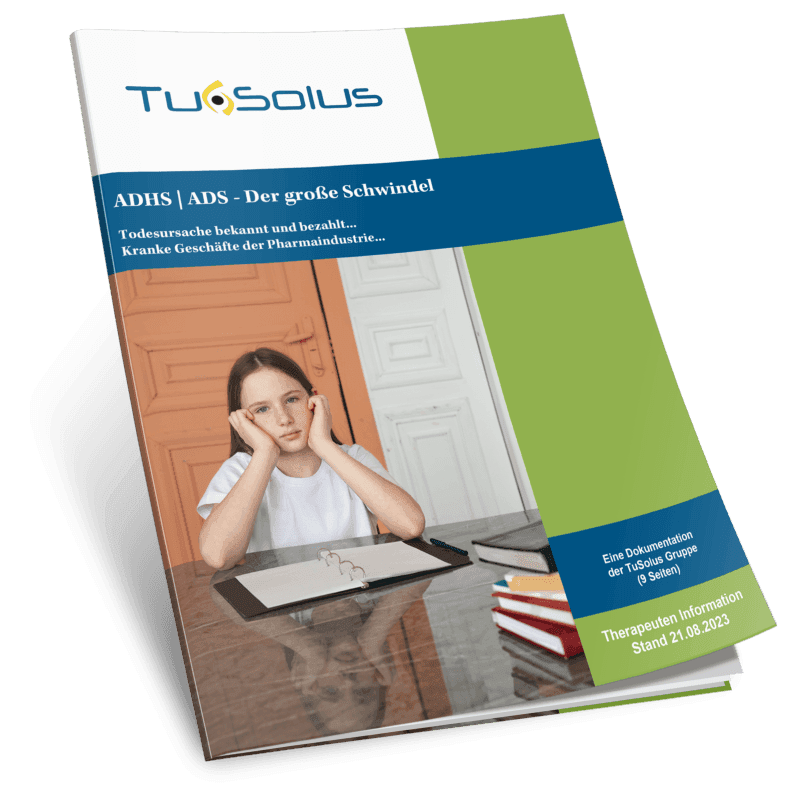 TuSolus
ADHS | ADS - Der große Schwindel
Todesursache bekannt und bezahlt...
Kranke Geschäfte der Pharmaindustrie...
Eine Dokumentation
der TuSolus Gruppe
(9 Seiten)
Therapeuten Information
Stand 21.08.2023